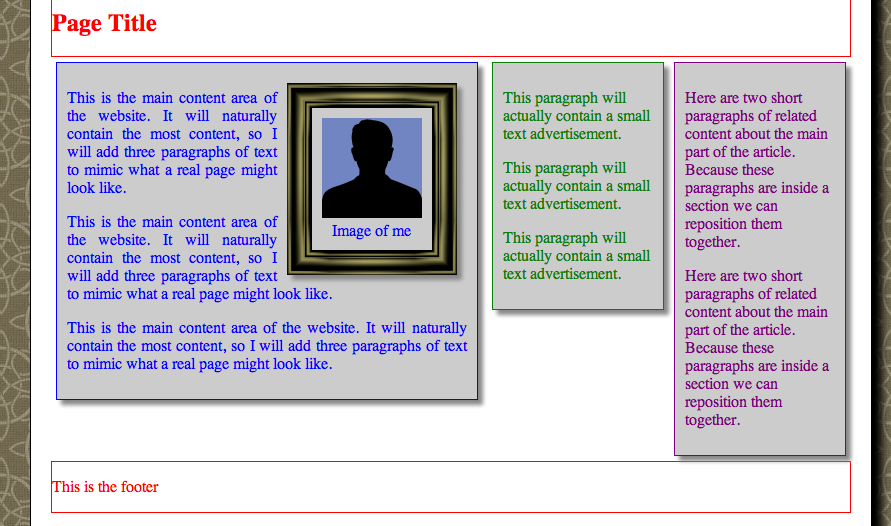 Page Title
This is the main content area of
the website. It will naturally
contain the most content, so I
will add three paragraphs of text
to mimic what a real page might
look like.
Image of me
This is the main content area of
the website. It will naturally
contain the most content, so I
will add three paragraphs of text
to mimic what a real page might look like.
This is the main content area of the website. It will naturally
contain the most content, so I will add three paragraphs of text
to mimic what a real page might look like.
This paragraph will
actually contain a small
text advertisement.
This paragraph will
actually contain a small
text advertisement.
This paragraph will
actually contain a small
text advertisement.
Here are two short
paragraphs of related
content about the main
part of the article.
Because these
paragraphs are inside a
section we can
reposition them
together.
Here are two short
paragraphs of related
content about the main
part of the article.
Because these
paragraphs are inside a
section we can
reposition them
together.
This is the footer